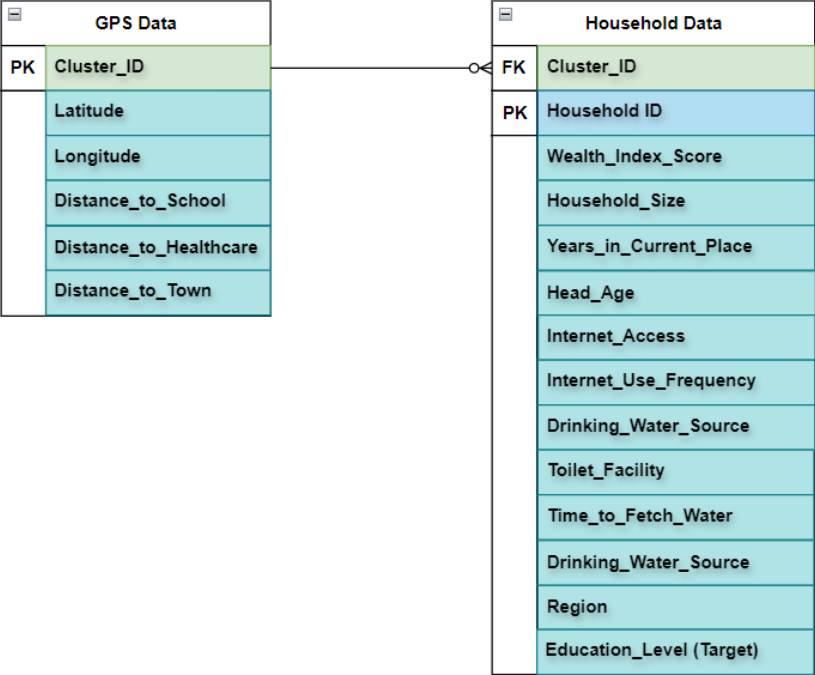 GPS Data
PK Cluster_ID
Latitude
Longitude
Distance_to_School
Distance_to_Healthcare
Distance_to_Town
Household Data
FK Cluster_ID
PK Household ID
Wealth_Index_Score
Household_Size
Years_in_Current_Place
Head_Age
Internet_Access
Internet_Use_Frequency
Drinking_Water_Source
Toilet_Facility
Time_to_Fetch_Water
Drinking_Water_Source
Region
Education_Level (Target)